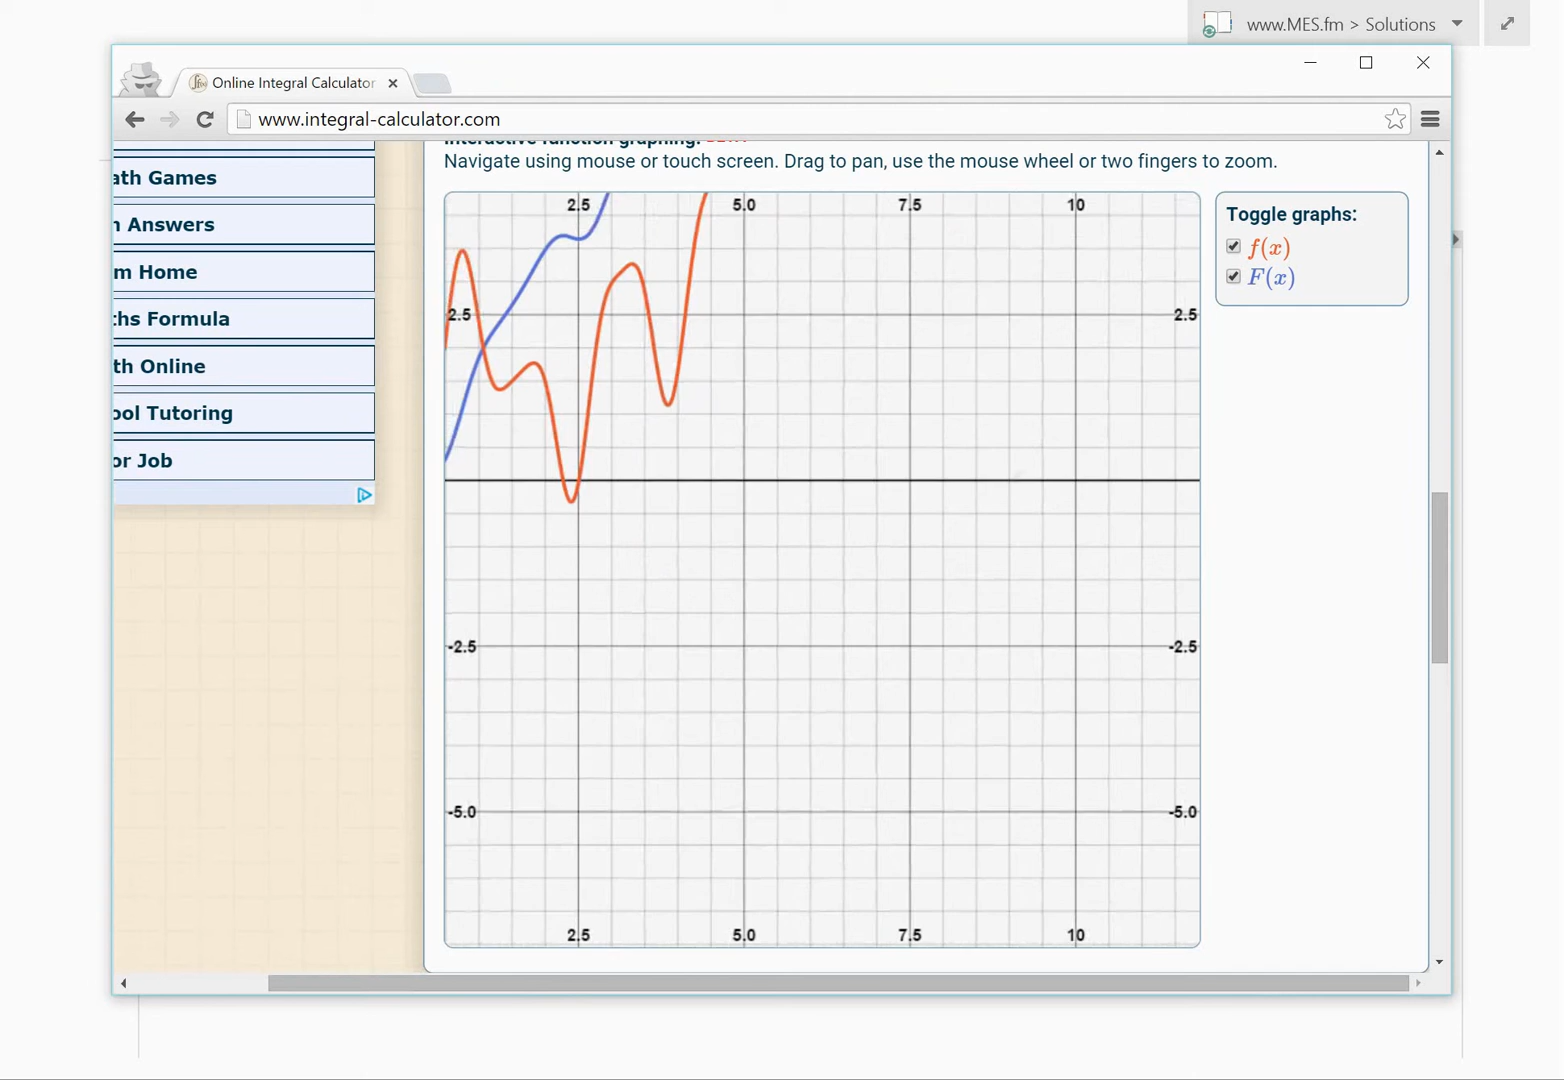 www.MES.fm > Solutions
Online Integral Calculator
www.integral-calculator.com
Interactive function graphing:
Navigate using mouse or touch screen. Drag to pan, use the mouse wheel or two fingers to zoom.
ath Games
n Answers
m Home
ths Formula
th Online
ool Tutoring
or Job
2.5 5.0 7.5 10
2.5 2.5
-2.5 -2.5
-5.0 -5.0
2.5 5.0 7.5 10
Toggle graphs:
f(x)
F(x)